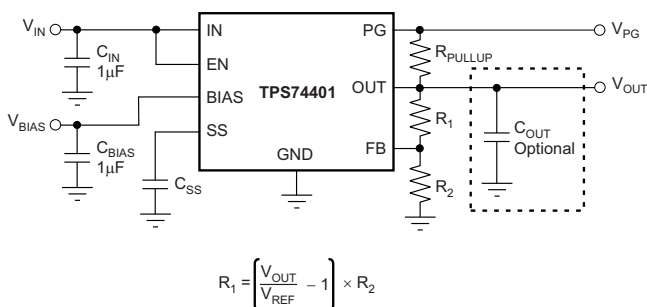 V_IN
IN
PG
V_PG
C_IN
1μF
EN
R_PULLUP
BIAS
TPS74401
OUT
V_OUT
V_BIAS
SS
R_1
C_OUT
Optional
C_BIAS
1μF
GND
FB
C_SS
R_2
R_1 = [V_OUT / V_REF − 1] × R_2